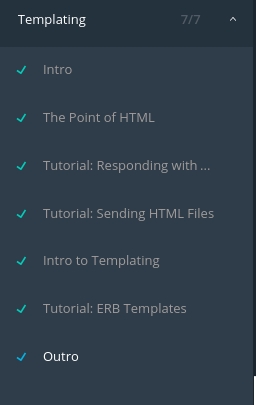 Templating 7/7
Intro
The Point of HTML
Tutorial: Responding with ...
Tutorial: Sending HTML Files
Intro to Templating
Tutorial: ERB Templates
Outro